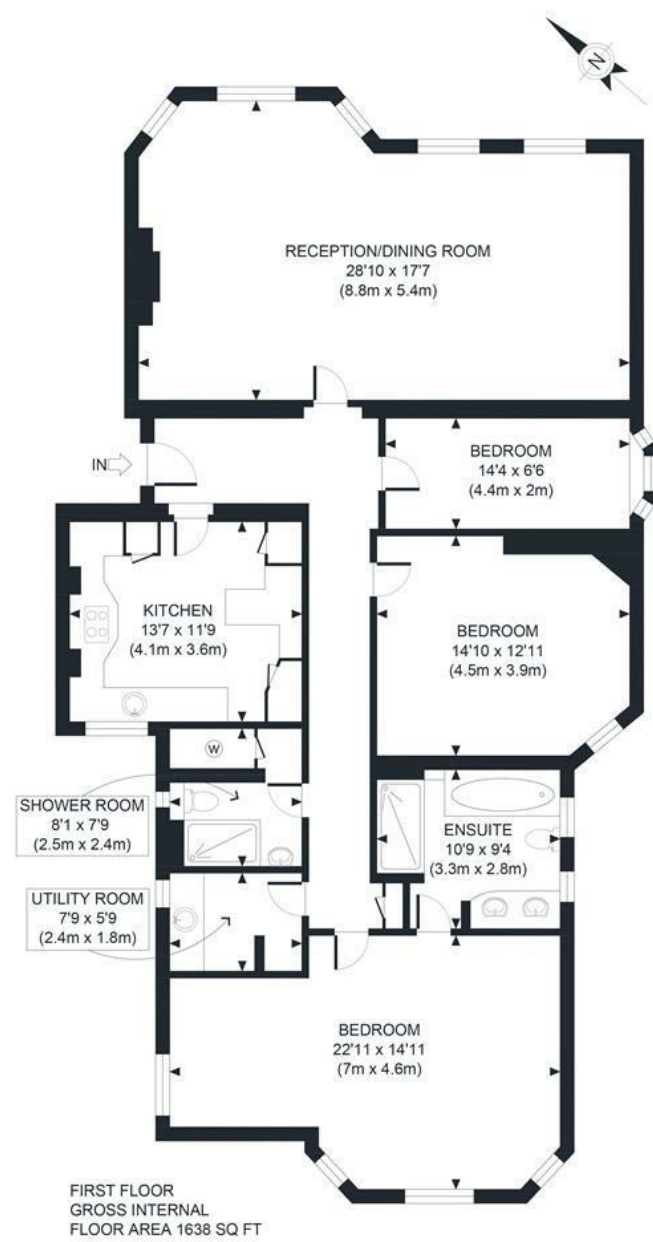 N
RECEPTION/DINING ROOM
28'10 x 17'7
(8.8m x 5.4m)
IN
BEDROOM
14'4 x 6'6
(4.4m x 2m)
KITCHEN
13'7 x 11'9
(4.1m x 3.6m)
BEDROOM
14'10 x 12'11
(4.5m x 3.9m)
W
SHOWER ROOM
8'1 x 7'9
(2.5m x 2.4m)
ENSUITE
10'9 x 9'4
(3.3m x 2.8m)
UTILITY ROOM
7'9 x 5'9
(2.4m x 1.8m)
BEDROOM
22'11 x 14'11
(7m x 4.6m)
FIRST FLOOR
GROSS INTERNAL
FLOOR AREA 1638 SQ FT